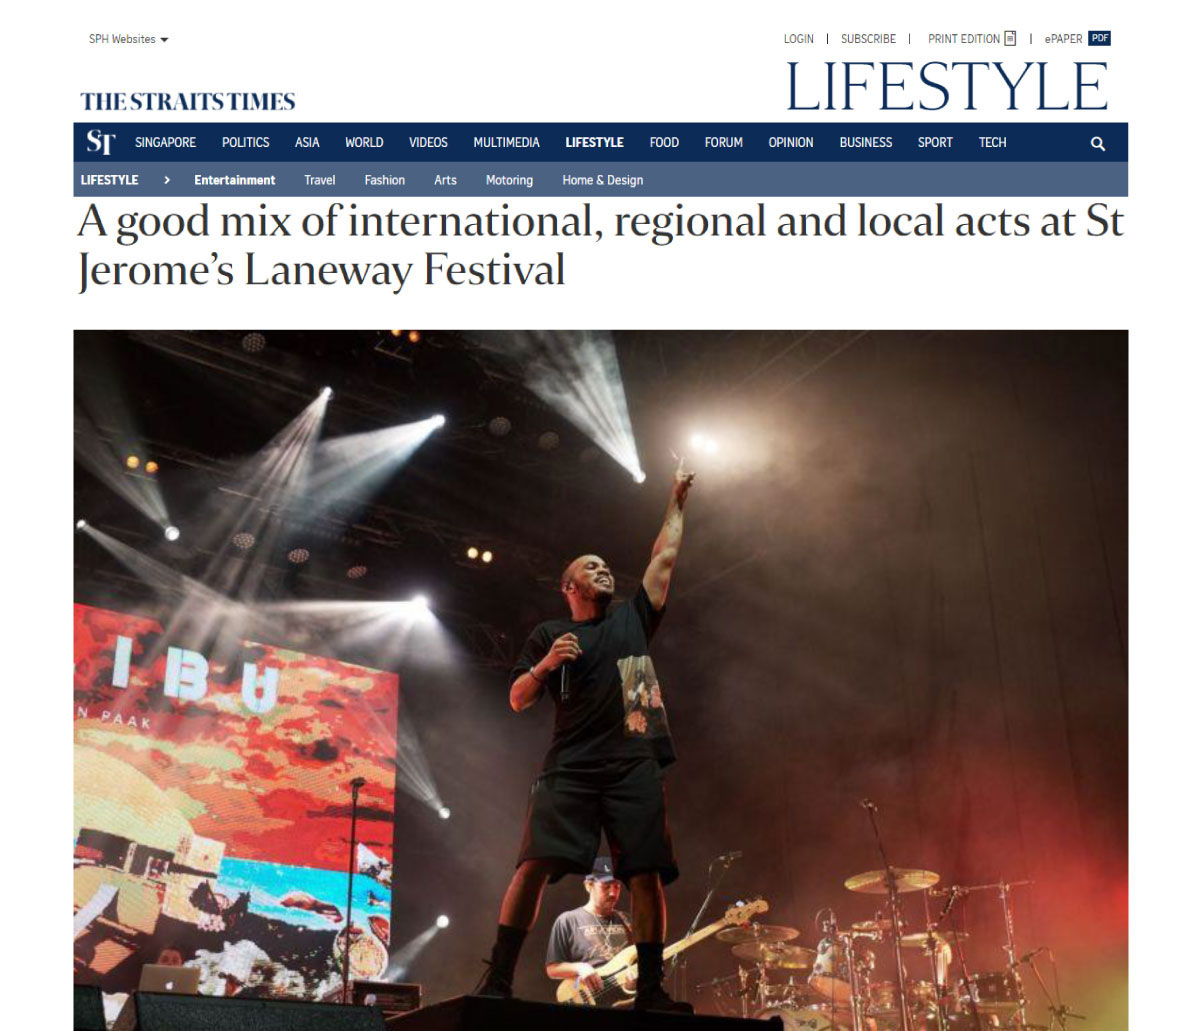 SPH Websites
LOGIN | SUBSCRIBE | PRINT EDITION | ePAPER PDF
THE STRAITS TIMES
LIFESTYLE
ST SINGAPORE POLITICS ASIA WORLD VIDEOS MULTIMEDIA LIFESTYLE FOOD FORUM OPINION BUSINESS SPORT TECH
LIFESTYLE > Entertainment Travel Fashion Arts Motoring Home & Design
A good mix of international, regional and local acts at St
Jerome's Laneway Festival
IBU
N PAAK